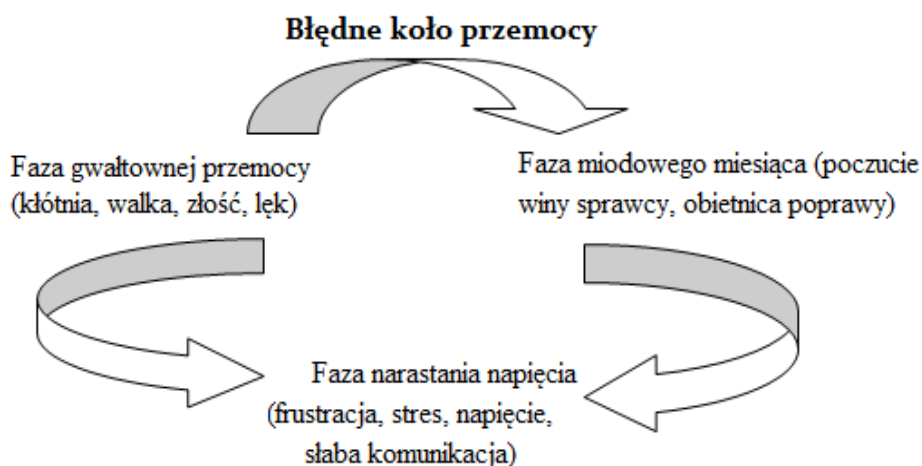 Błędne koło przemocy
Faza gwałtownej przemocy
(kłótnia, walka, złość, lęk)
Faza miodowego miesiąca (poczucie
winy sprawcy, obietnica poprawy)
Faza narastania napięcia
(frustracja, stres, napięcie,
słaba komunikacja)